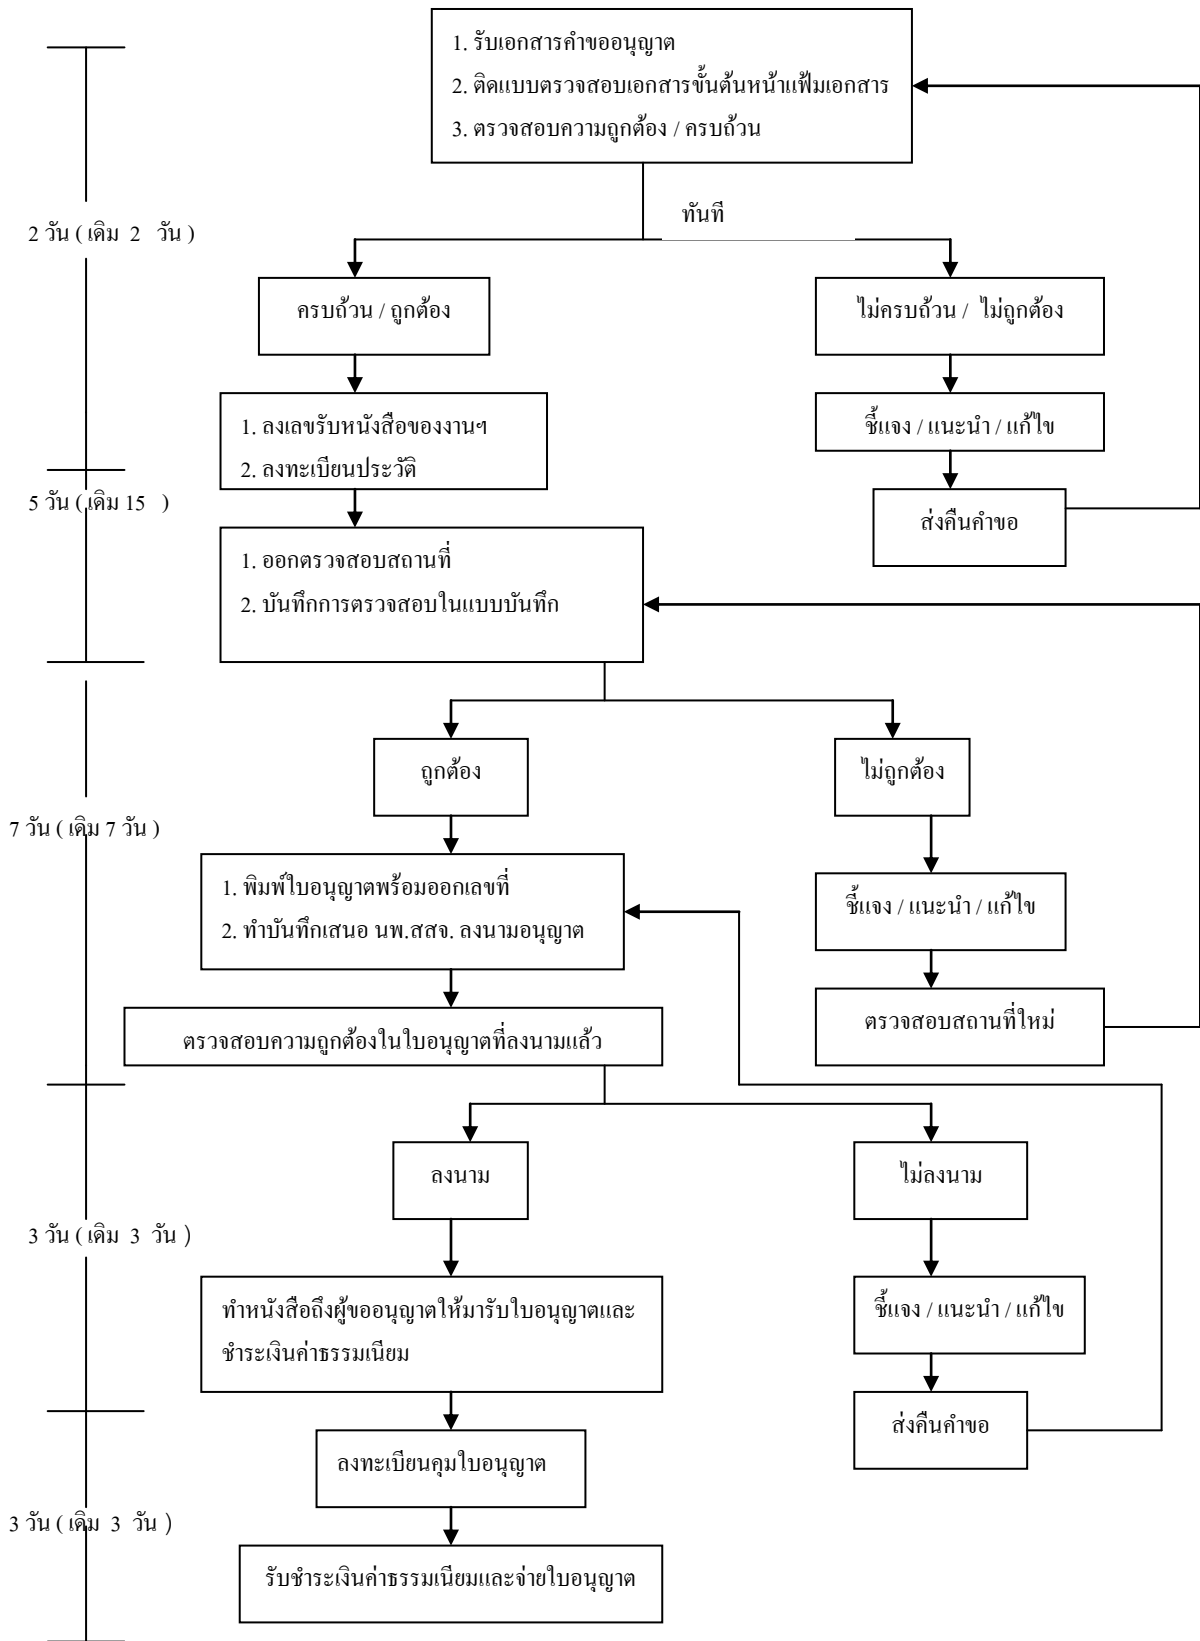 1. รับเอกสารคำขออนุญาต
2. ติดแบบตรวจสอบเอกสารขั้นต้นหน้าแฟ้มเอกสาร
3. ตรวจสอบความถูกต้อง / ครบถ้วน
ทันที
2 วัน ( เดิม 2 วัน )
ครบถ้วน / ถูกต้อง
ไม่ครบถ้วน / ไม่ถูกต้อง
1. ลงเลขรับหนังสือของงานฯ
2. ลงทะเบียนประวัติ
ชี้แจง / แนะนำ / แก้ไข
5 วัน ( เดิม 15 )
ส่งคืนคำขอ
1. ออกตรวจสอบสถานที่
2. บันทึกการตรวจสอบในแบบบันทึก
ถูกต้อง
ไม่ถูกต้อง
7 วัน ( เดิม 7 วัน )
1. พิมพ์ใบอนุญาตพร้อมออกเลขที่
2. ทำบันทึกเสนอ นพ.สสจ. ลงนามอนุญาต
ชี้แจง / แนะนำ / แก้ไข
ตรวจสอบสถานที่ใหม่
ตรวจสอบความถูกต้องในใบอนุญาตที่ลงนามแล้ว
ลงนาม
ไม่ลงนาม
3 วัน ( เดิม 3 วัน )
ทำหนังสือถึงผู้ขออนุญาตให้มารับใบอนุญาตและ
ชำระเงินค่าธรรมเนียม
ชี้แจง / แนะนำ / แก้ไข
ส่งคืนคำขอ
ลงทะเบียนคุมใบอนุญาต
3 วัน ( เดิม 3 วัน )
รับชำระเงินค่าธรรมเนียมและจ่ายใบอนุญาต